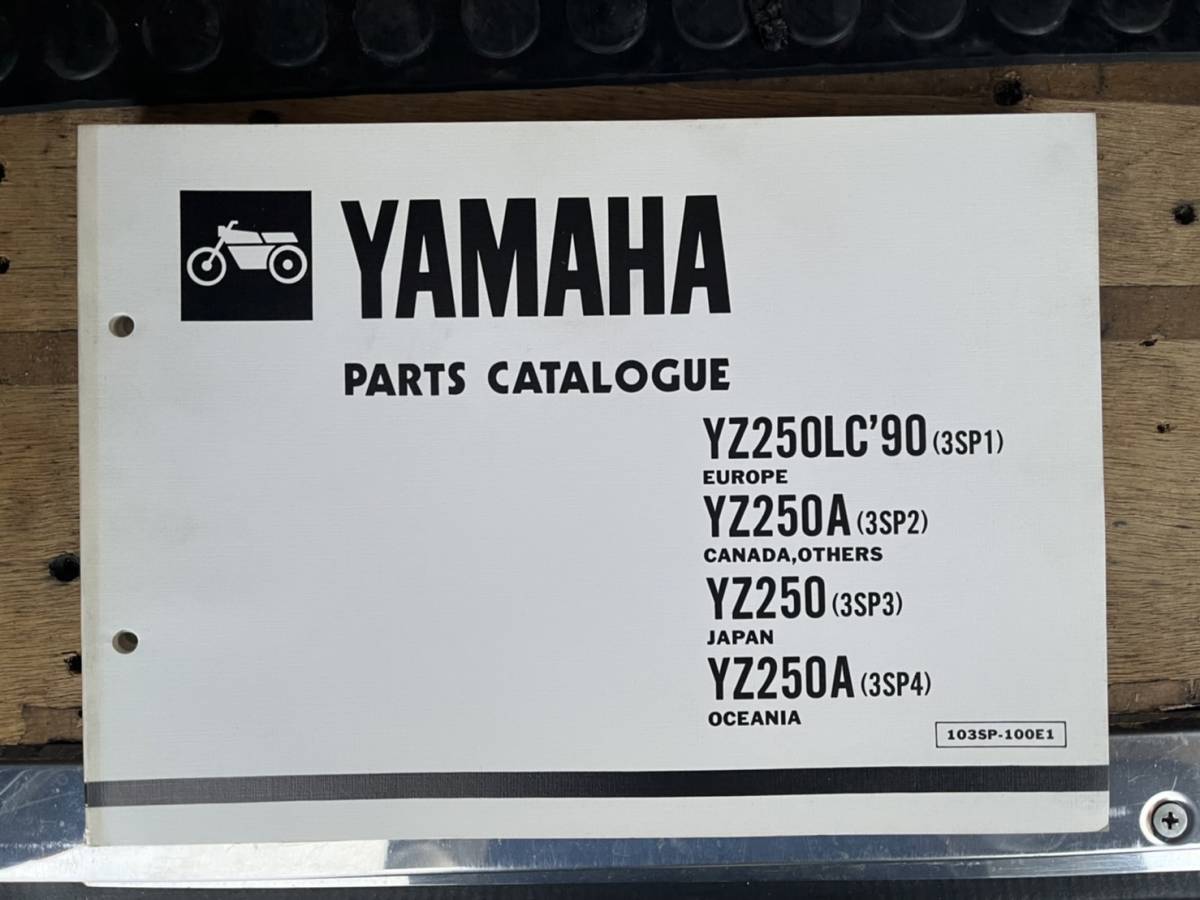 YAMAHA
PARTS CATALOGUE
YZ250LC'90 (3SP1)
EUROPE
YZ250A (3SP2)
CANADA,OTHERS
YZ250 (3SP3)
JAPAN
YZ250A (3SP4)
OCEANIA
103SP-100E1